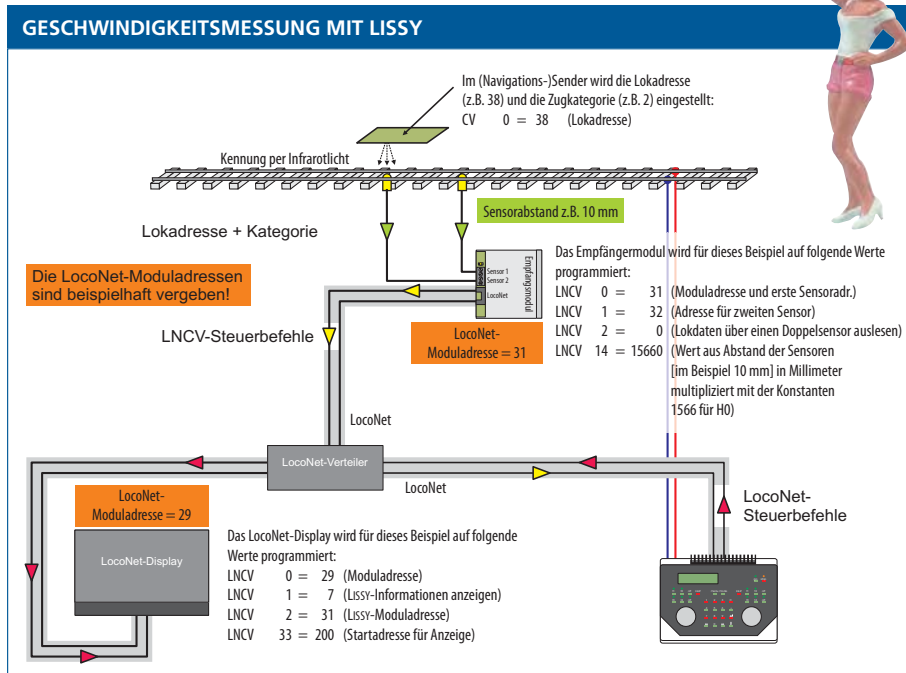 GESCHWINDIGKEITSMESSUNG MIT LISSY
Im (Navigations-)Sender wird die Lokadresse
(z.B. 38) und die Zugkategorie (z.B. 2) eingestellt:
CV 0 = 38 (Lokadresse)
Kennung per Infrarotlicht
Sensorabstand z.B. 10 mm
Lokadresse + Kategorie
Die LocoNet-Moduladressen
sind beispielhaft vergeben!
Sensor 1
Sensor 2
LocoNet
Empfangsmodul
Das Empfängermodul wird für dieses Beispiel auf folgende Werte
programmiert:
LNCV 0 = 31 (Moduladresse und erste Sensoradr.)
LNCV 1 = 32 (Adresse für zweiten Sensor)
LNCV 2 = 0 (Lokdaten über einen Doppelsensor auslesen)
LNCV 14 = 15660 (Wert aus Abstand der Sensoren
[im Beispiel 10 mm] in Millimeter
multipliziert mit der Konstanten
1566 für H0)
LocoNet-
Moduladresse = 31
LNCV-Steuerbefehle
LocoNet
LocoNet-Verteiler
LocoNet
LocoNet-
Steuerbefehle
LocoNet-
Moduladresse = 29
LocoNet-Display
Das LocoNet-Display wird für dieses Beispiel auf folgende
Werte programmiert:
LNCV 0 = 29 (Moduladresse)
LNCV 1 = 7 (LISSY-Informationen anzeigen)
LNCV 2 = 31 (LISSY-Moduladresse)
LNCV 33 = 200 (Startadresse für Anzeige)